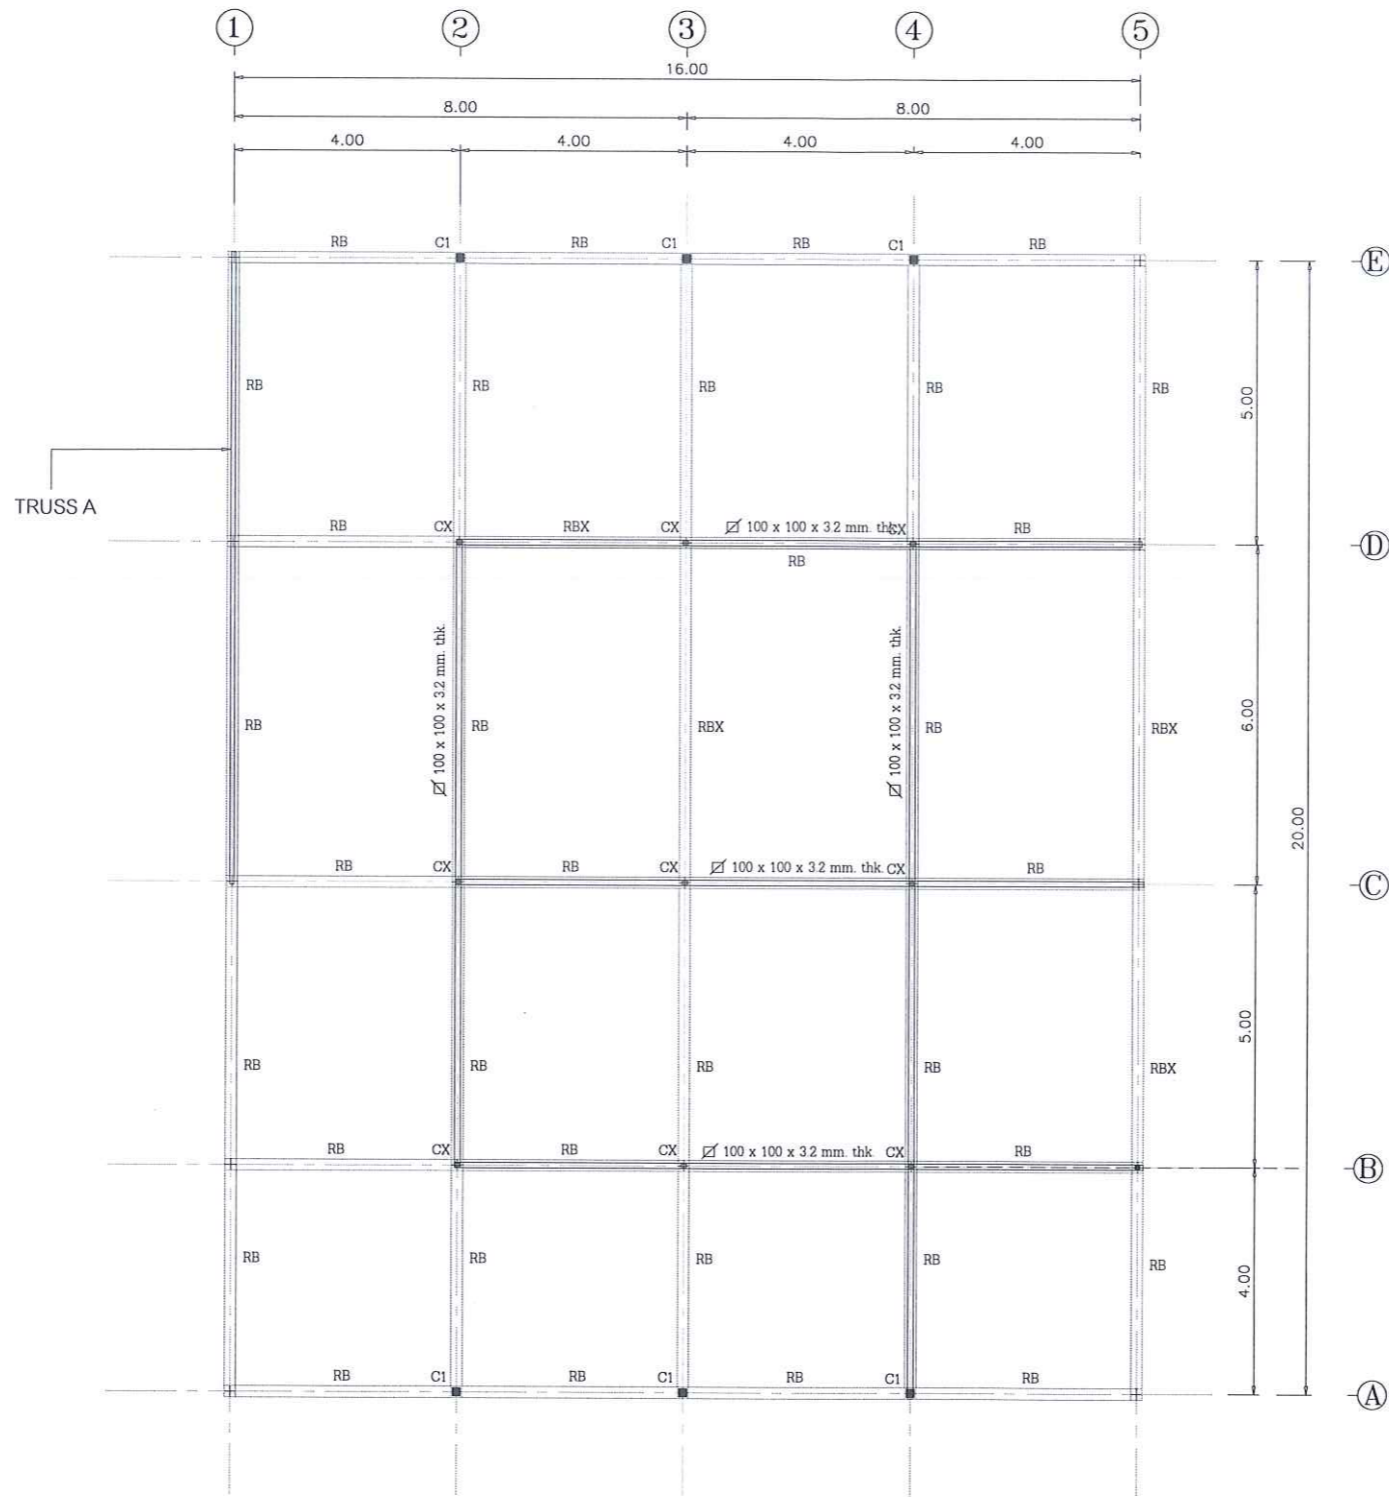 1 2 3 4 5
16.00
8.00 8.00
4.00 4.00 4.00 4.00
RB C1 RB C1 RB C1 RB
E
RB RB RB RB RB
5.00
TRUSS A
RB CX RBX CX 100 x 100 x 3.2 mm. thk. CX RB
D
RB
100 x 100 x 3.2 mm. thk.
100 x 100 x 3.2 mm. thk.
RB RB RBX RB RBX
6.00
20.00
RB CX RB CX 100 x 100 x 3.2 mm. thk. CX RB
C
5.00
RB RB RB RB RBX
RB CX RB CX 100 x 100 x 3.2 mm. thk. CX RB
B
RB RB RB RB RB
4.00
RB C1 RB C1 RB C1 RB
A